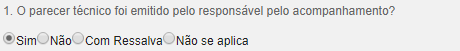 1. O parecer técnico foi emitido pelo responsável pelo acompanhamento?
Sim Não Com Ressalva Não se aplica